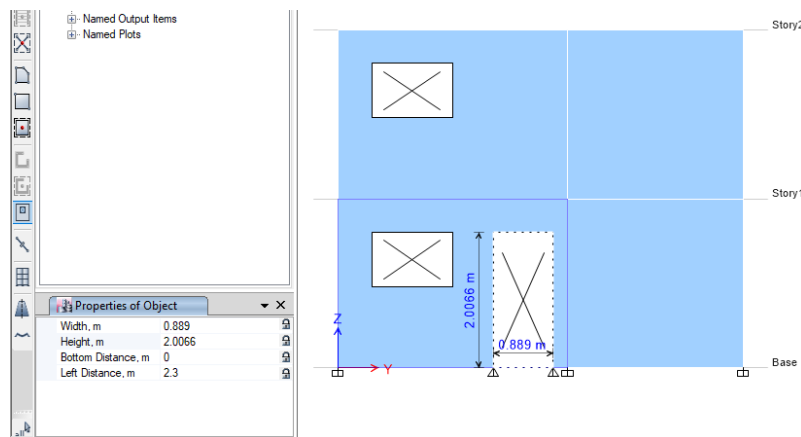 Named Output Items
Named Plots
Properties of Object
Width, m 0.889
Height, m 2.0066
Bottom Distance, m 0
Left Distance, m 2.3
Story2
Story1
2.0066 m
0.889 m
Z
Y
Base
all